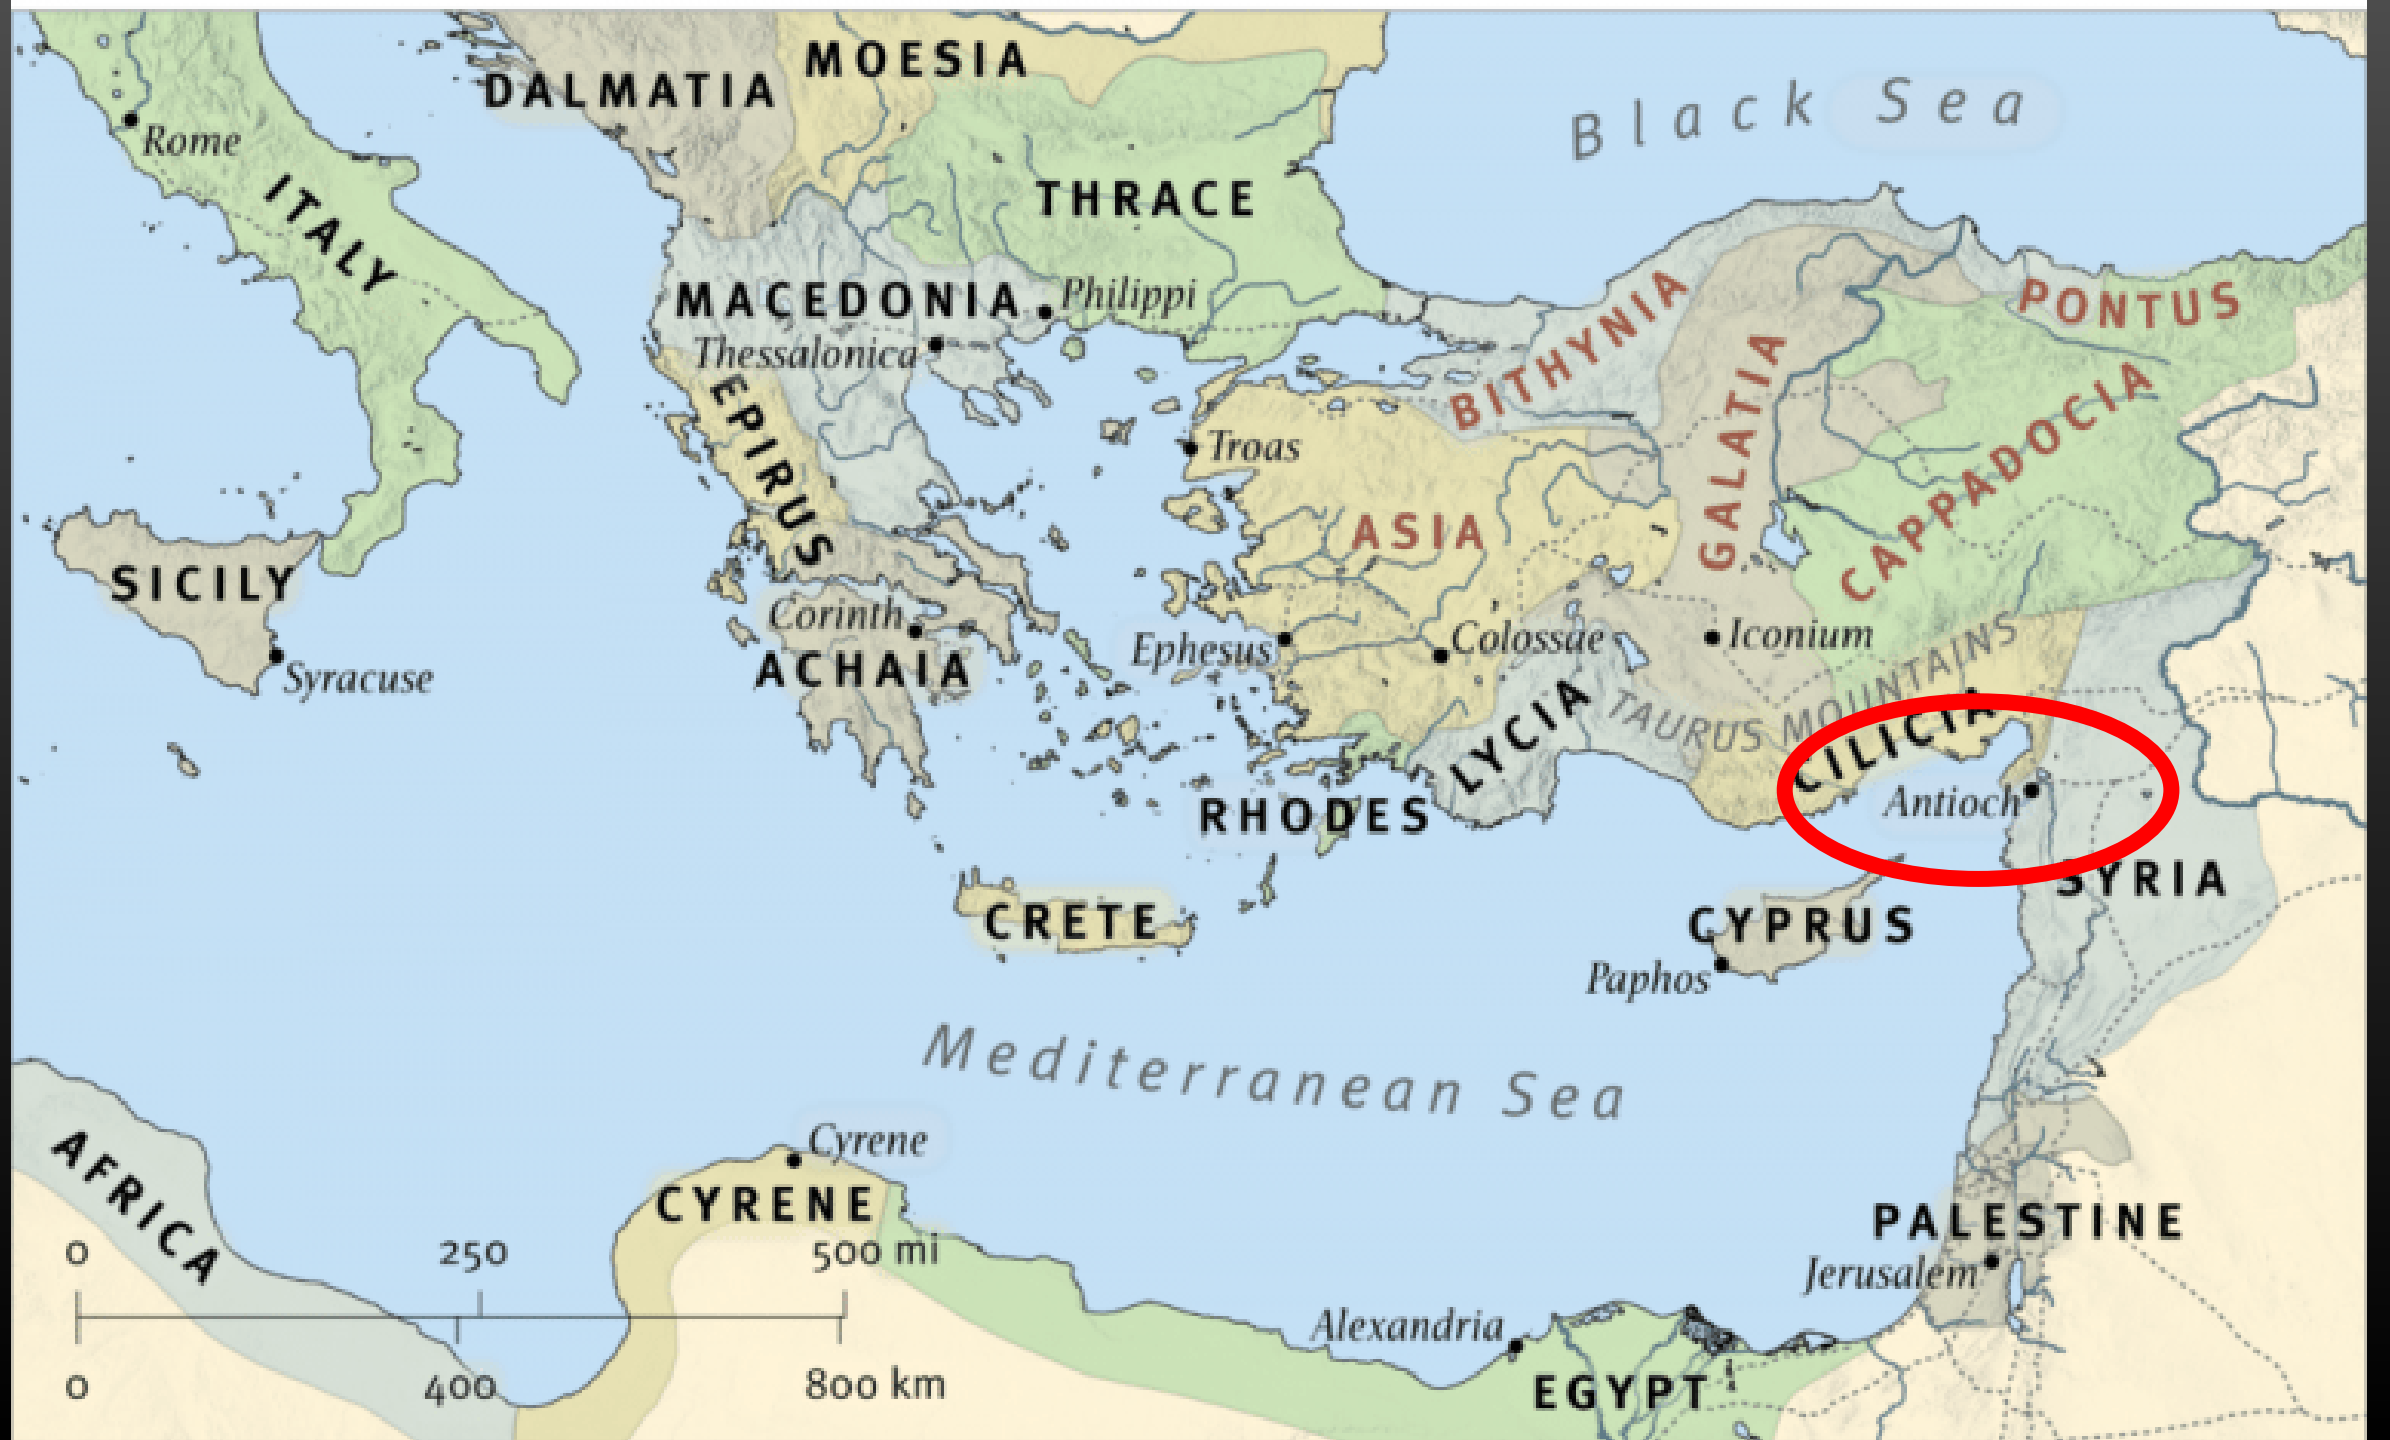 MOESIA
DALMATIA
Black Sea
Rome
ITALY
THRACE
MACEDONIA
Philippi
Thessalonica
BITHYNIA
PONTUS
GALATIA
CAPPADOCIA
EPIRUS
Troas
ASIA
SICILY
Syracuse
Corinth
ACHAIA
Ephesus
Colossae
Iconium
TAURUS MOUNTAINS
LYCIA
CILICIA
Antioch
RHODES
SYRIA
CRETE
CYPRUS
Paphos
Mediterranean Sea
AFRICA
Cyrene
CYRENE
0 250 500 mi
0 400 800 km
PALESTINE
Jerusalem
Alexandria
EGYPT